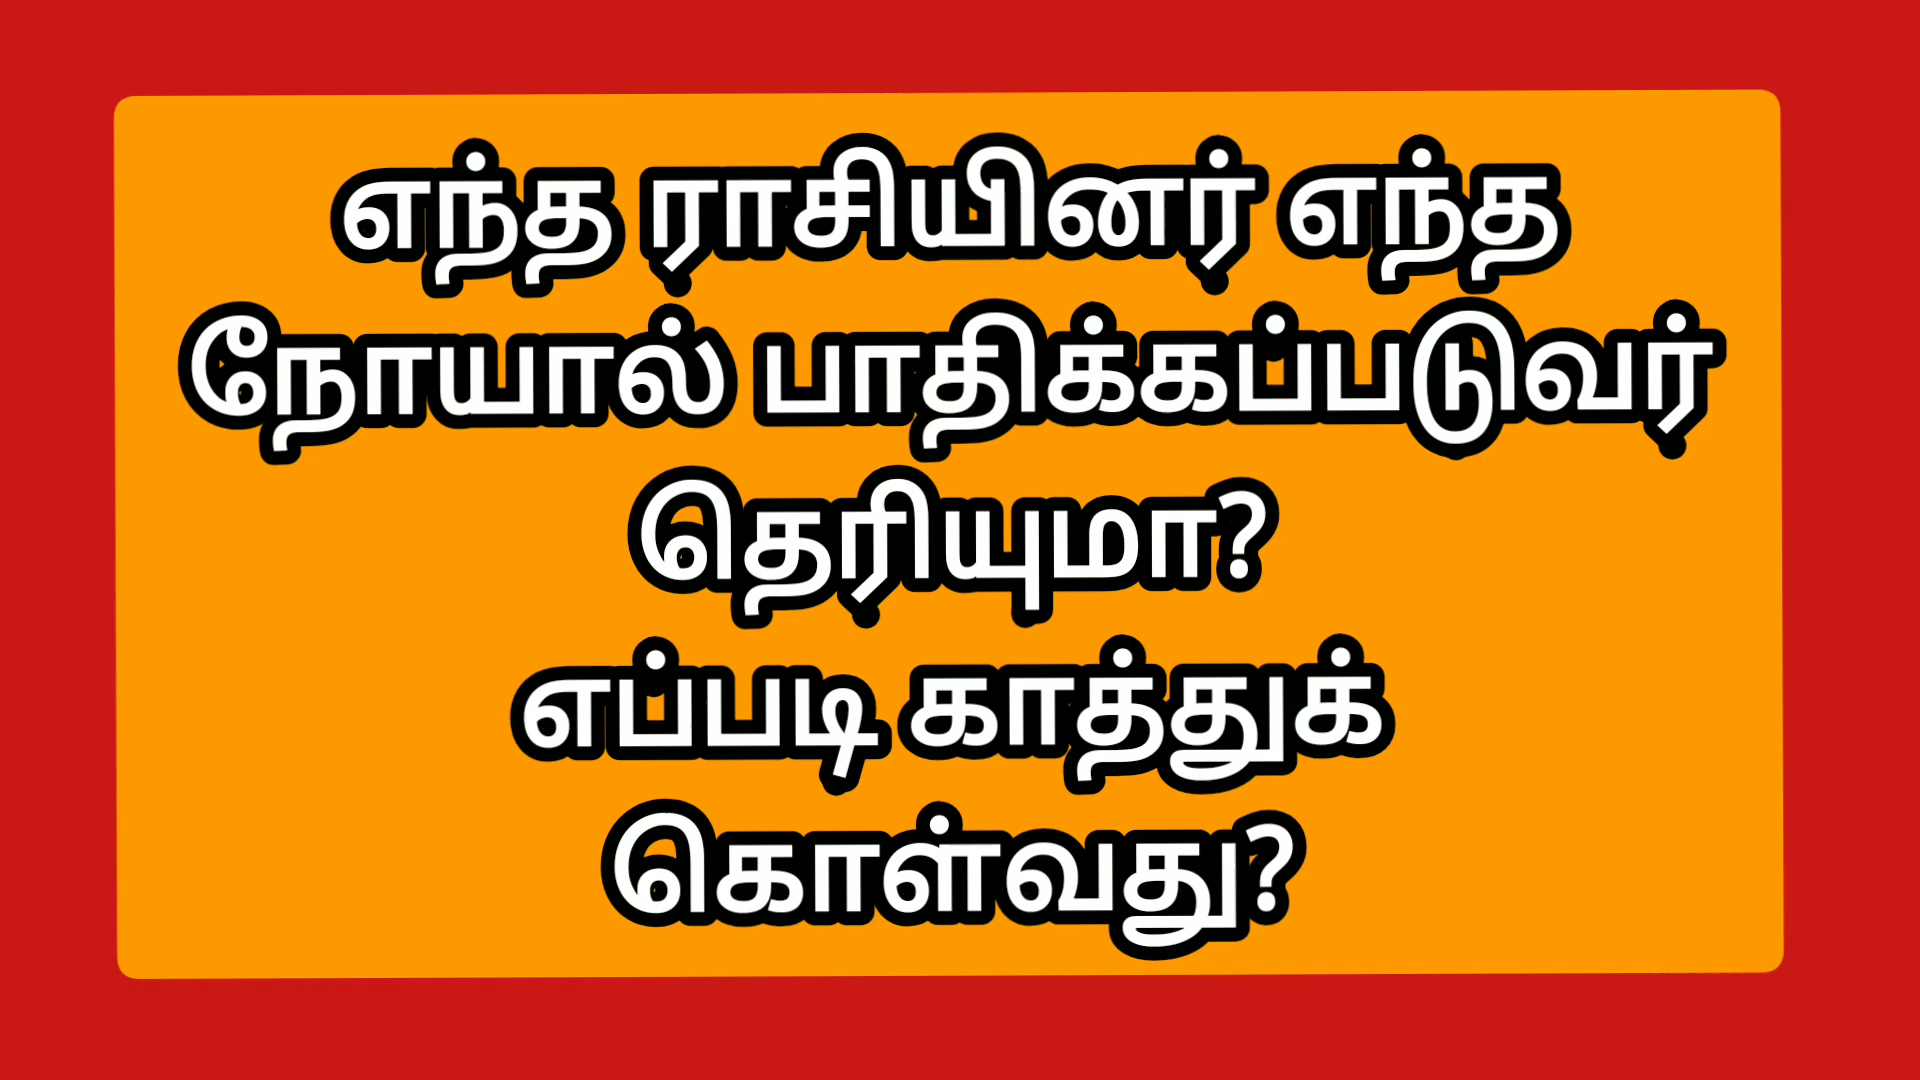 எந்த ராசியினர் எந்த
நோயால் பாதிக்கப்படுவர்
தெரியுமா?
எப்படி காத்துக்
கொள்வது?